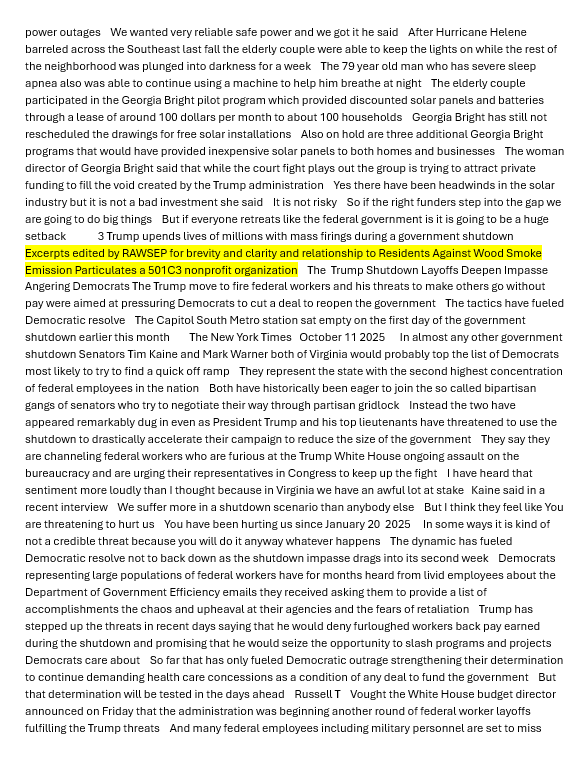 power outages   We wanted very reliable safe power and we got it he said   After Hurricane Helene
barreled across the Southeast last fall the elderly couple were able to keep the lights on while the rest of
the neighborhood was plunged into darkness for a week   The 79 year old man who has severe sleep
apnea also was able to continue using a machine to help him breathe at night   The elderly couple
participated in the Georgia Bright pilot program which provided discounted solar panels and batteries
through a lease of around 100 dollars per month to about 100 households   Georgia Bright has still not
rescheduled the drawings for free solar installations   Also on hold are three additional Georgia Bright
programs that would have provided inexpensive solar panels to both homes and businesses   The woman
director of Georgia Bright said that while the court fight plays out the group is trying to attract private
funding to fill the void created by the Trump administration   Yes there have been headwinds in the solar
industry but it is not a bad investment she said   It is not risky   So if the right funders step into the gap we
are going to do big things   But if everyone retreats like the federal government is it is going to be a huge
setback   3 Trump upends lives of millions with mass firings during a government shutdown
Excerpts edited by RAWSEP for brevity and clarity and relationship to Residents Against Wood Smoke
Emission Particulates a 501C3 nonprofit organization   The  Trump Shutdown Layoffs Deepen Impasse
Angering Democrats The Trump move to fire federal workers and his threats to make others go without
pay were aimed at pressuring Democrats to cut a deal to reopen the government   The tactics have fueled
Democratic resolve   The Capitol South Metro station sat empty on the first day of the government
shutdown earlier this month   The New York Times   October 11 2025   In almost any other government
shutdown Senators Tim Kaine and Mark Warner both of Virginia would probably top the list of Democrats
most likely to try to find a quick off ramp   They represent the state with the second highest concentration
of federal employees in the nation   Both have historically been eager to join the so called bipartisan
gangs of senators who try to negotiate their way through partisan gridlock   Instead the two have
appeared remarkably dug in even as President Trump and his top lieutenants have threatened to use the
shutdown to drastically accelerate their campaign to reduce the size of the government   They say they
are channeling federal workers who are furious at the Trump White House ongoing assault on the
bureaucracy and are urging their representatives in Congress to keep up the fight   I have heard that
sentiment more loudly than I thought because in Virginia we have an awful lot at stake  Kaine said in a
recent interview   We suffer more in a shutdown scenario than anybody else   But I think they feel like You
are threatening to hurt us   You have been hurting us since January 20  2025   In some ways it is kind of
not a credible threat because you will do it anyway whatever happens   The dynamic has fueled
Democratic resolve not to back down as the shutdown impasse drags into its second week   Democrats
representing large populations of federal workers have for months heard from livid employees about the
Department of Government Efficiency emails they received asking them to provide a list of
accomplishments the chaos and upheaval at their agencies and the fears of retaliation   Trump has
stepped up the threats in recent days saying that he would deny furloughed workers back pay earned
during the shutdown and promising that he would seize the opportunity to slash programs and projects
Democrats care about   So far that has only fueled Democratic outrage strengthening their determination
to continue demanding health care concessions as a condition of any deal to fund the government   But
that determination will be tested in the days ahead   Russell T   Vought the White House budget director
announced on Friday that the administration was beginning another round of federal worker layoffs
fulfilling the Trump threats   And many federal employees including military personnel are set to miss